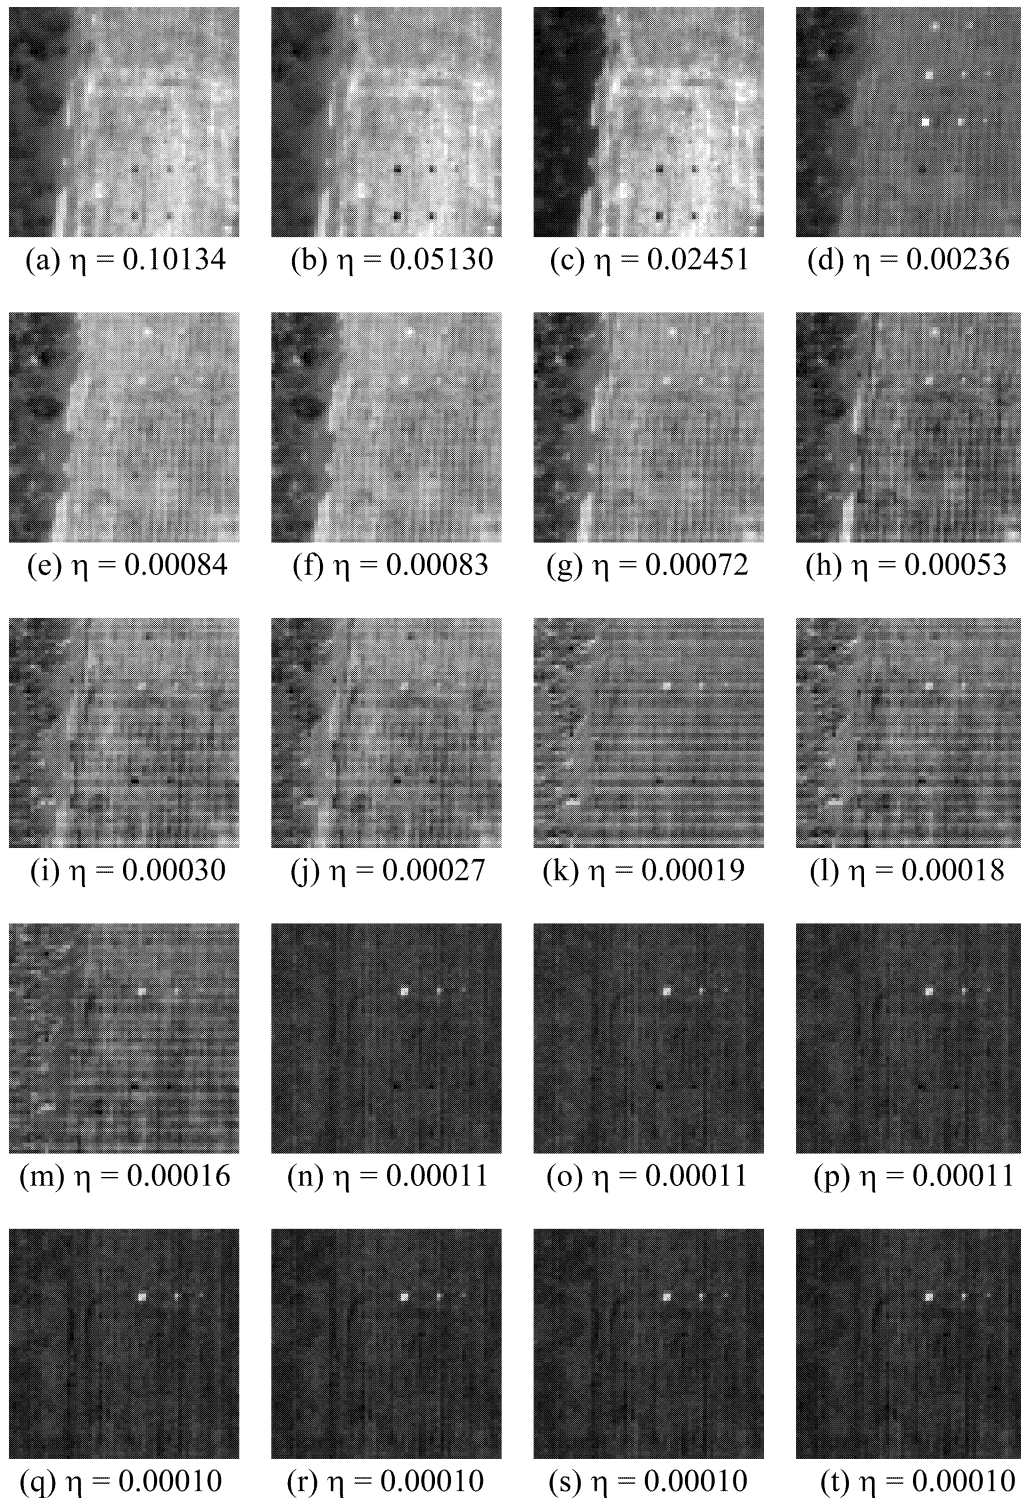 (a) η = 0.10134 (b) η = 0.05130 (c) η = 0.02451 (d) η = 0.00236
(e) η = 0.00084 (f) η = 0.00083 (g) η = 0.00072 (h) η = 0.00053
(i) η = 0.00030 (j) η = 0.00027 (k) η = 0.00019 (l) η = 0.00018
(m) η = 0.00016 (n) η = 0.00011 (o) η = 0.00011 (p) η = 0.00011
(q) η = 0.00010 (r) η = 0.00010 (s) η = 0.00010 (t) η = 0.00010